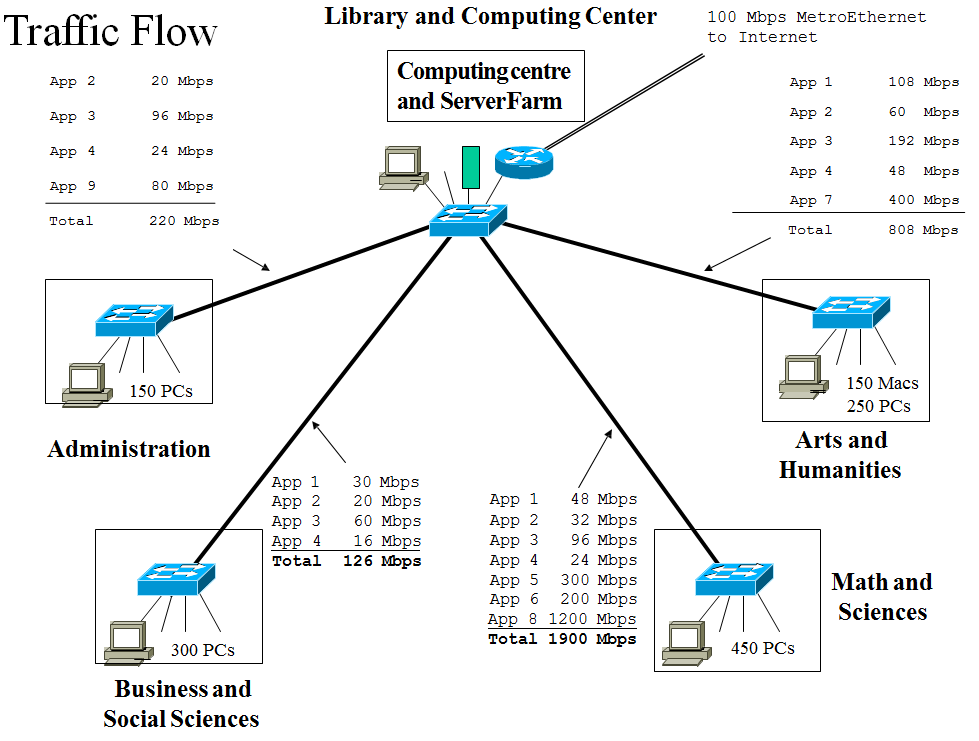 Traffic Flow
Library and Computing Center
100 Mbps MetroEthernet
to Internet
Computing centre
and Server Farm
App 2 20 Mbps
App 3 96 Mbps
App 4 24 Mbps
App 9 80 Mbps
Total 220 Mbps
App 1 108 Mbps
App 2 60 Mbps
App 3 192 Mbps
App 4 48 Mbps
App 7 400 Mbps
Total 808 Mbps
150 PCs
Administration
150 Macs
250 PCs
Arts and
Humanities
App 1 30 Mbps
App 2 20 Mbps
App 3 60 Mbps
App 4 16 Mbps
Total 126 Mbps
App 1 48 Mbps
App 2 32 Mbps
App 3 96 Mbps
App 4 24 Mbps
App 5 300 Mbps
App 6 200 Mbps
App 8 1200 Mbps
Total 1900 Mbps
300 PCs
Business and
Social Sciences
450 PCs
Math and
Sciences